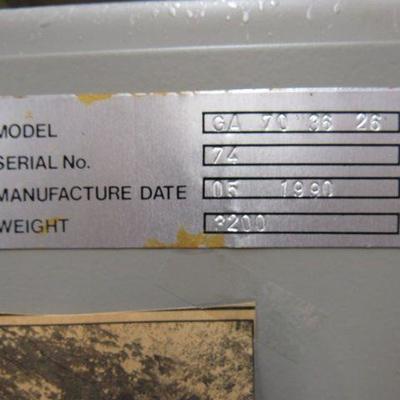 MODEL GA 70 36 26
SERIAL No. 74
MANUFACTURE DATE 05 1990
WEIGHT 3200